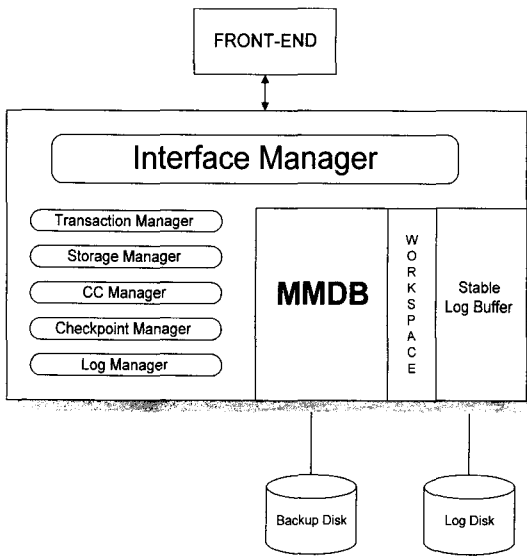 FRONT-END
Interface Manager
Transaction Manager
Storage Manager
CC Manager
Checkpoint Manager
Log Manager
MMDB
WORKSPACE
Stable
Log Buffer
Backup Disk
Log Disk